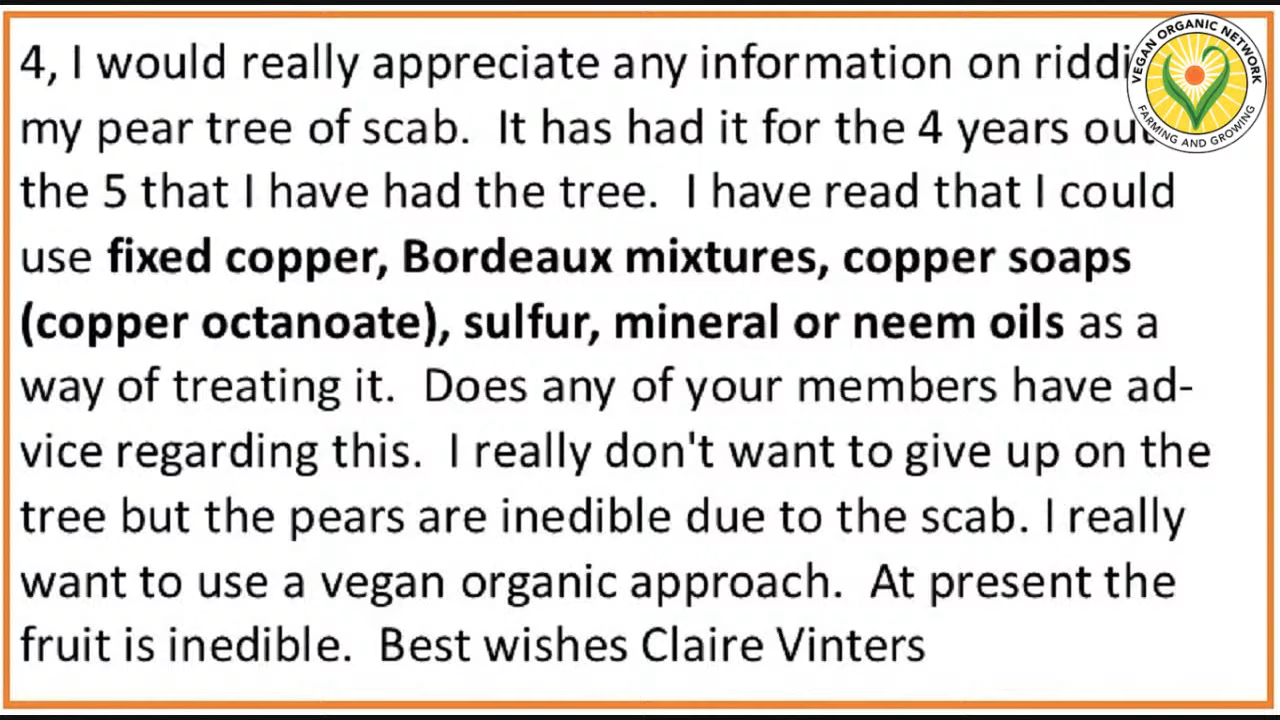 4, I would really appreciate any information on riddi
my pear tree of scab. It has had it for the 4 years ou
the 5 that I have had the tree. I have read that I could
use fixed copper, Bordeaux mixtures, copper soaps
(copper octanoate), sulfur, mineral or neem oils as a
way of treating it. Does any of your members have ad-
vice regarding this. I really don't want to give up on the
tree but the pears are inedible due to the scab. I really
want to use a vegan organic approach. At present the
fruit is inedible. Best wishes Claire Vinters
VEGAN ORGANIC NETWORK
FARMING AND GROWING